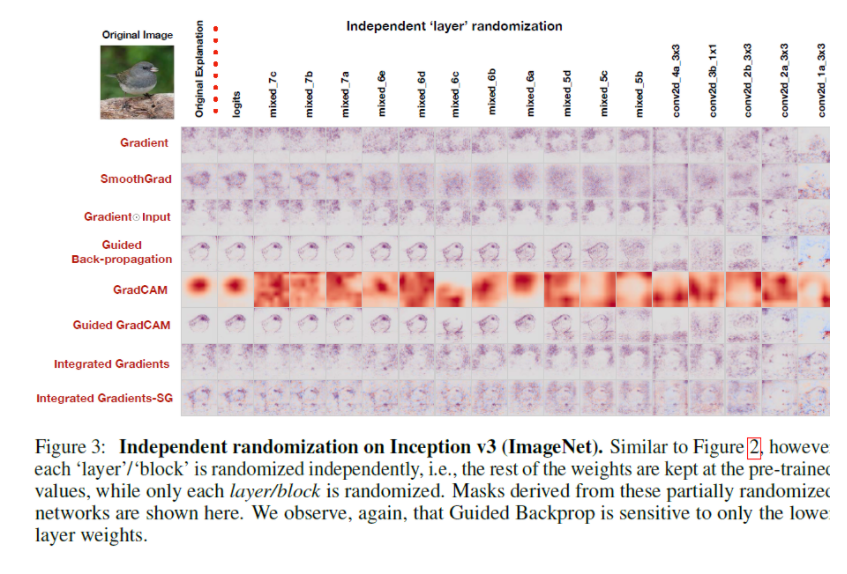 Independent 'layer' randomization
Original Image
Original Explanation
logits
mixed_7c
mixed_7b
mixed_7a
mixed_6e
mixed_6d
mixed_6c
mixed_6b
mixed_6a
mixed_5d
mixed_5c
mixed_5b
conv2d_4a_3x3
conv2d_3b_1x1
conv2d_2b_3x3
conv2d_2a_3x3
conv2d_1a_3x3
Gradient
SmoothGrad
Gradient⊙Input
Guided
Back-propagation
GradCAM
Guided GradCAM
Integrated Gradients
Integrated Gradients-SG
Figure 3: Independent randomization on Inception v3 (ImageNet). Similar to Figure 2, howeve
each 'layer'/'block' is randomized independently, i.e., the rest of the weights are kept at the pre-traine
values, while only each layer/block is randomized. Masks derived from these partially randomized
networks are shown here. We observe, again, that Guided Backprop is sensitive to only the lowe
layer weights.